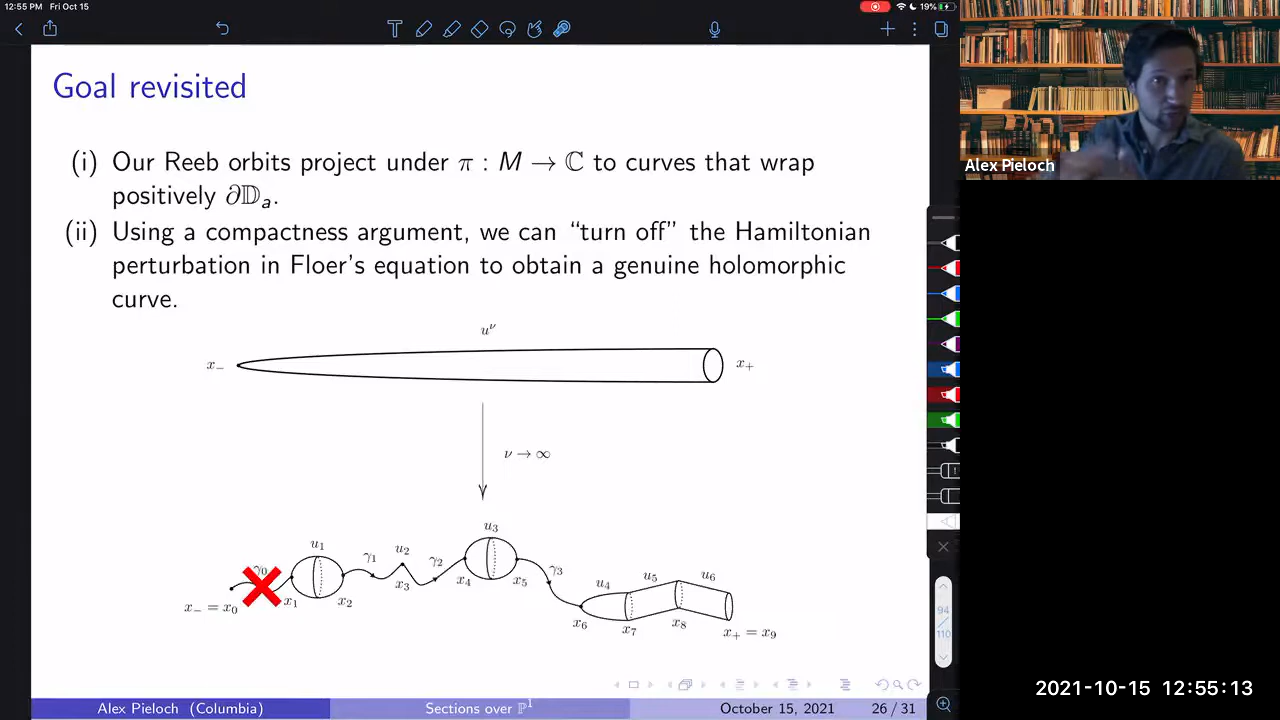 12:55 PM Fri Oct 15
19%
Goal revisited
(i) Our Reeb orbits project under π : M → ℂ to curves that wrap
positively ∂𝔻ₐ.
(ii) Using a compactness argument, we can “turn off” the Hamiltonian
perturbation in Floer's equation to obtain a genuine holomorphic
curve.
u^ν
x₋ x₊
ν → ∞
u₃
u₁
γ₀ γ₁ u₂ γ₂ γ₃
u₄ u₅ u₆
x₋ = x₀ x₁ x₂ x₃ x₄ x₅
x₆ x₇ x₈ x₊ = x₉
Alex Pieloch (Columbia) Sections over ℙ¹ October 15, 2021 26 / 31
Alex Pieloch
94
/
110
2021-10-15 12:55:13